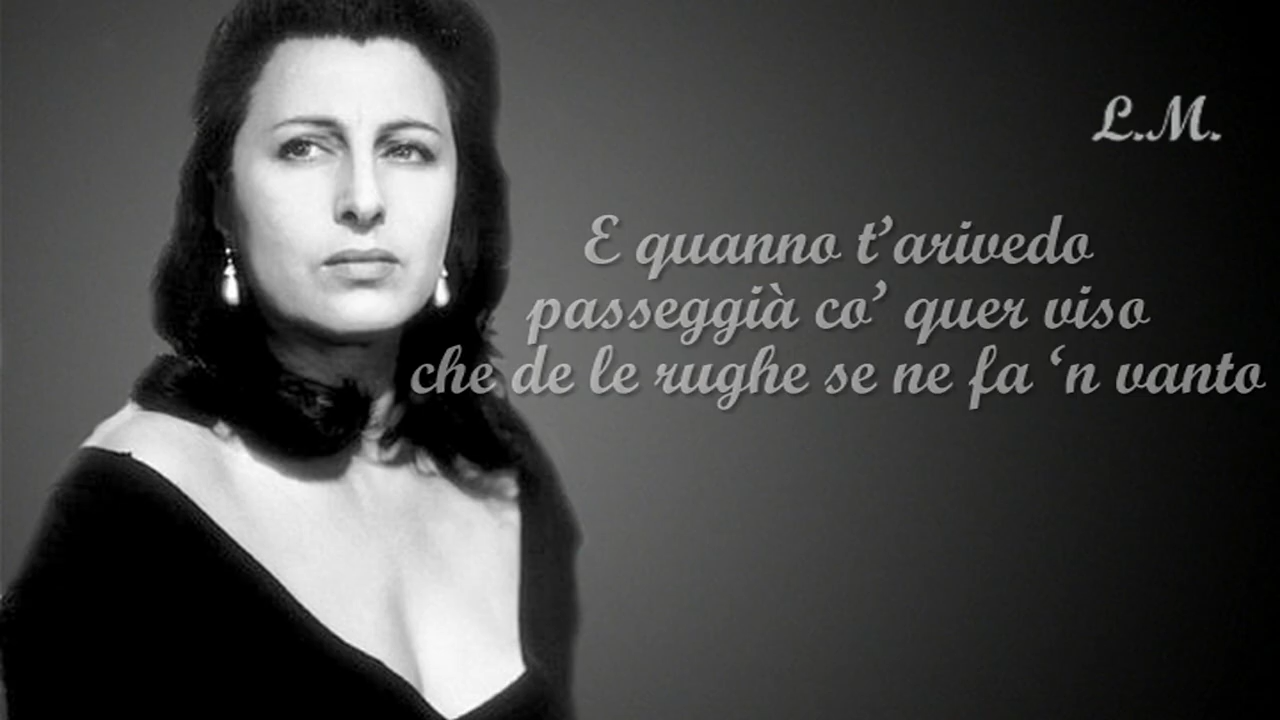 L.M.
E quanno t’arivedo
passeggià co’ quer viso
che de le rughe se ne fa ‘n vanto